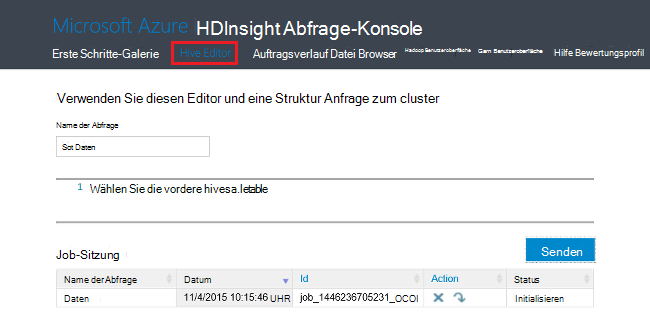 Microsoft Azure HDInsight Abfrage-Konsole
Erste Schritte-Galerie Hive Editor Auftragsverlauf Datei Browser Hadoop Benutzeroberfläche Garn Benutzeroberfläche Hilfe Bewertungsprofil
Verwenden Sie diesen Editor und eine Struktur Anfrage zum cluster
Name der Abfrage
Sot Daten
1 Wählen Sie die vordere hivesa.letable
Senden
Job-Sitzung
Name der Abfrage Datum Id Action Status
Daten 11/4/2015 10:15:46 UHR job_1446236705231_OCOI Initialisieren